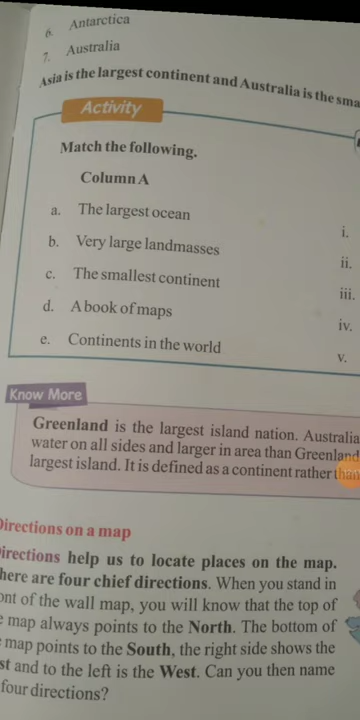 6. Antarctica
7. Australia
Asia is the largest continent and Australia is the sma
Activity
Match the following.
Column A
a. The largest ocean
i.
b. Very large landmasses
ii.
c. The smallest continent
iii.
d. A book of maps
iv.
e. Continents in the world
v.
Know More
Greenland is the largest island nation. Australia
water on all sides and larger in area than Greenland
largest island. It is defined as a continent rather than
Directions on a map
Directions help us to locate places on the map.
here are four chief directions. When you stand in
ont of the wall map, you will know that the top of
e map always points to the North. The bottom of
map points to the South, the right side shows the
st and to the left is the West. Can you then name
four directions?